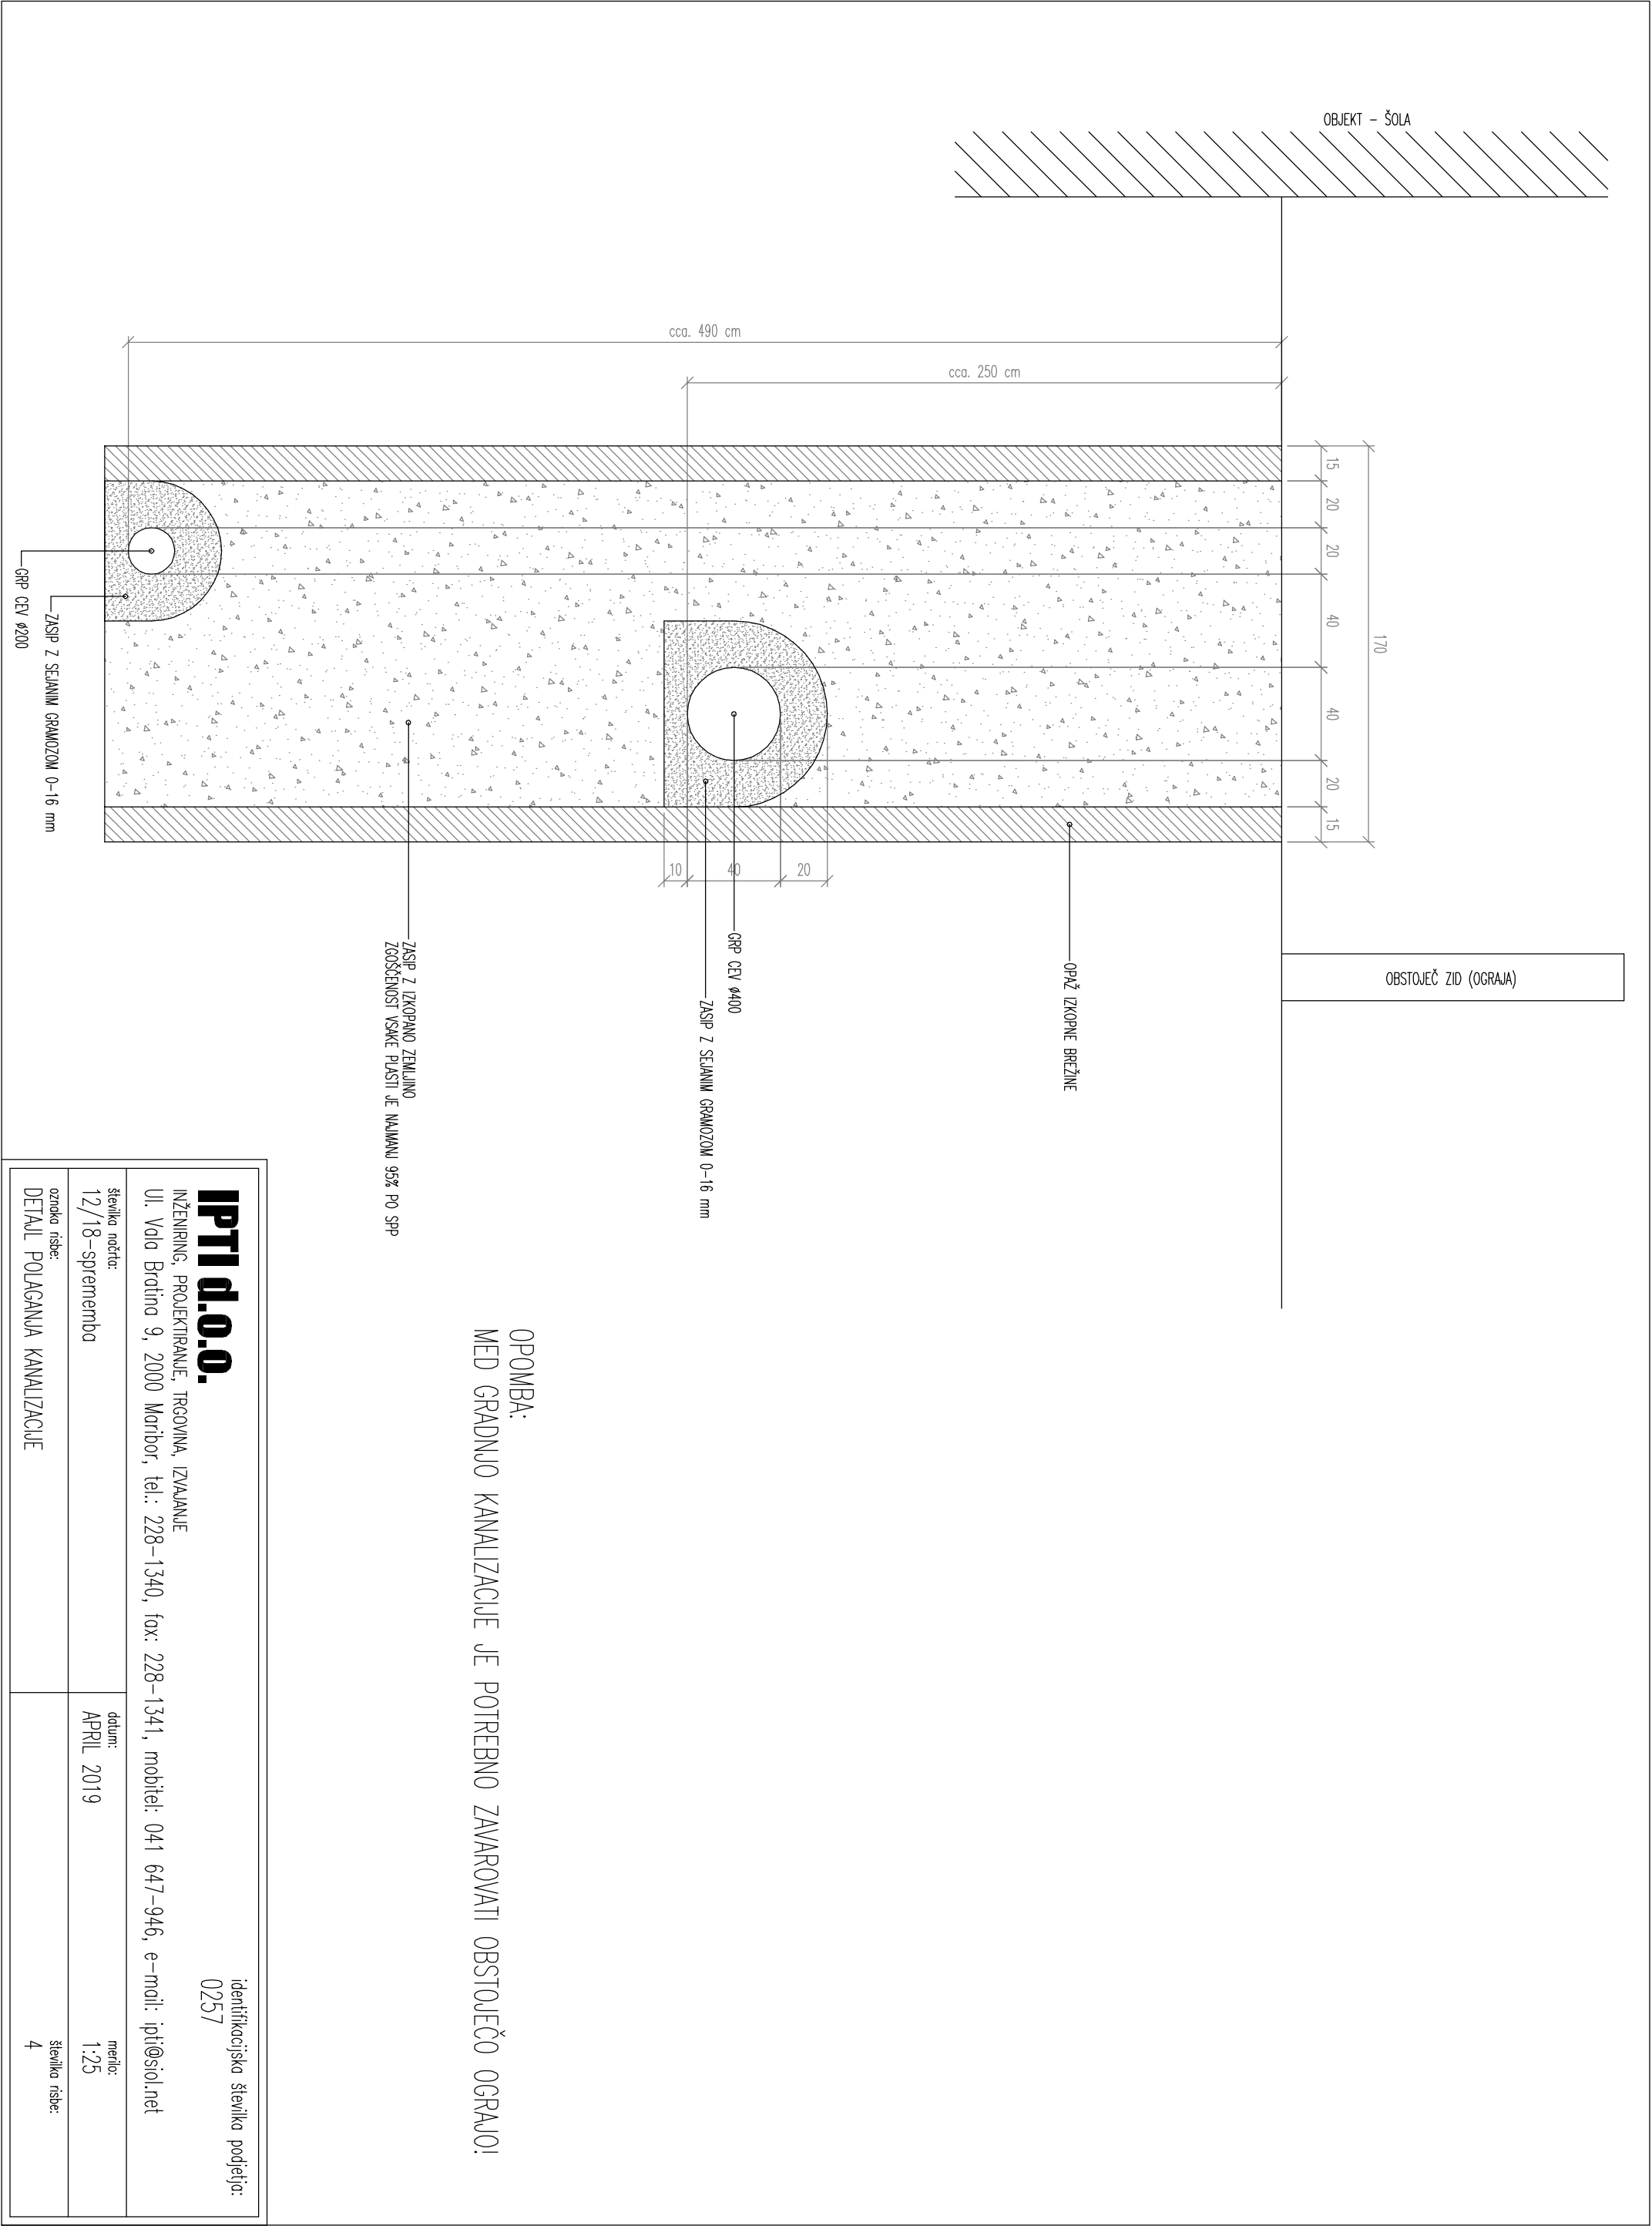 OBJEKT – ŠOLA
OBSTOJEČ ZID (OGRAJA)
170
15
20
20
40
40
20
15
cca. 490 cm
cca. 250 cm
10
40
20
OPAŽ IZKOPNE BREŽINE
GRP CEV ø400
ZASIP Z SEJANIM GRAMOZOM 0-16 mm
ZASIP Z IZKOPANO ZEMLJINO
ZGOŠČENOST VSAKE PLASTI JE NAJMANJ 95% PO SPP
ZASIP Z SEJANIM GRAMOZOM 0-16 mm
GRP CEV ø200
OPOMBA:
MED GRADNJO KANALIZACIJE JE POTREBNO ZAVAROVATI OBSTOJEČO OGRAJO!
IPTI d.o.o.
identifikacijska številka podjetja:
0257
INŽENIRING, PROJEKTIRANJE, TRGOVINA, IZVAJANJE
Ul. Vala Bratina 9, 2000 Maribor, tel.: 228-1340, fax: 228-1341, mobitel: 041 647-946, e-mail: ipti@siol.net
številka načrta:
12/18-sprememba
datum:
APRIL 2019
merilo:
1:25
oznaka risbe:
DETAJL POLAGANJA KANALIZACIJE
številka risbe:
4